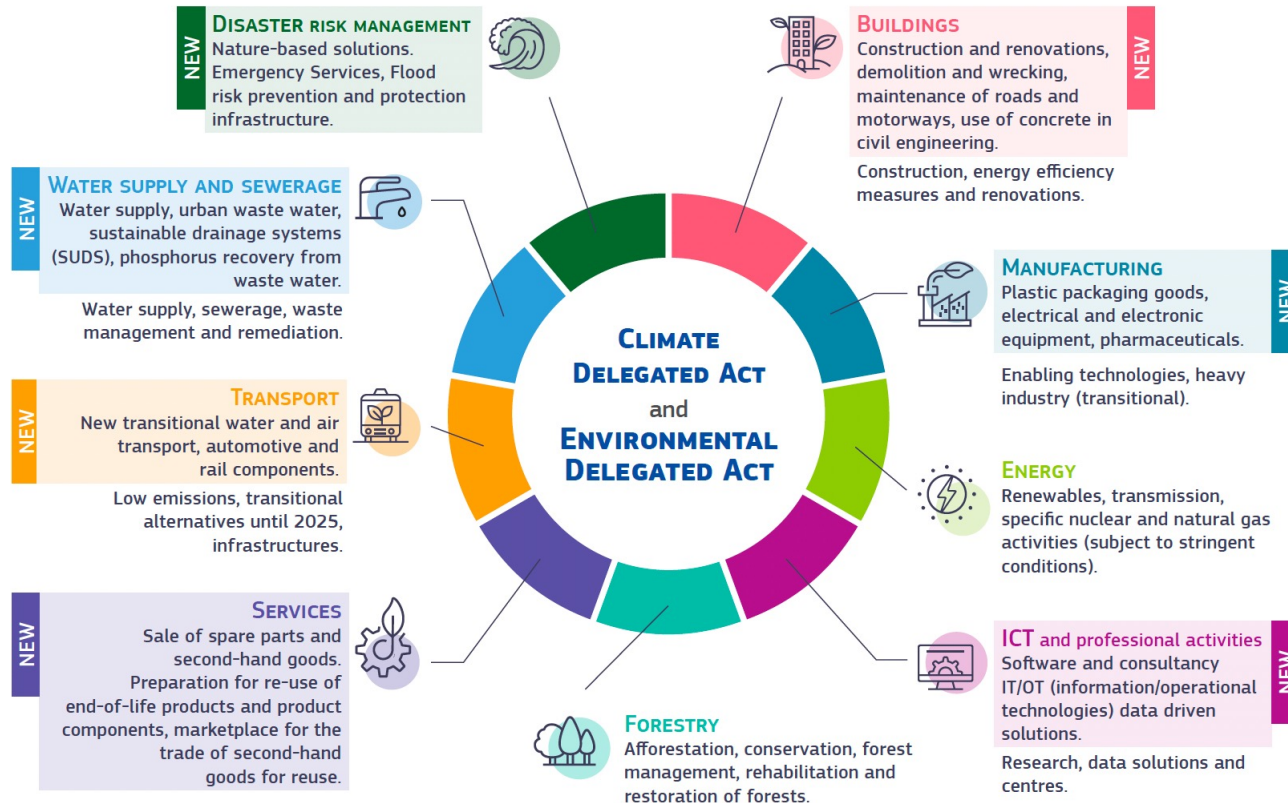 DISASTER RISK MANAGEMENT
Nature-based solutions.
Emergency Services, Flood
risk prevention and protection
infrastructure.
NEW
BUILDINGS
Construction and renovations,
demolition and wrecking,
maintenance of roads and
motorways, use of concrete in
civil engineering.
NEW
Construction, energy efficiency
measures and renovations.
WATER SUPPLY AND SEWERAGE
Water supply, urban waste water,
sustainable drainage systems
(SUDS), phosphorus recovery from
waste water.
NEW
Water supply, sewerage, waste
management and remediation.
MANUFACTURING
Plastic packaging goods,
electrical and electronic
equipment, pharmaceuticals.
NEW
Enabling technologies, heavy
industry (transitional).
CLIMATE
DELEGATED ACT
and
ENVIRONMENTAL
DELEGATED ACT
TRANSPORT
New transitional water and air
transport, automotive and
rail components.
NEW
Low emissions, transitional
alternatives until 2025,
infrastructures.
ENERGY
Renewables, transmission,
specific nuclear and natural gas
activities (subject to stringent
conditions).
SERVICES
Sale of spare parts and
second-hand goods.
Preparation for re-use of
end-of-life products and product
components, marketplace for the
trade of second-hand
goods for reuse.
NEW
FORESTRY
Afforestation, conservation, forest
management, rehabilitation and
restoration of forests.
ICT and professional activities
Software and consultancy
IT/OT (information/operational
technologies) data driven
solutions.
NEW
Research, data solutions and
centres.